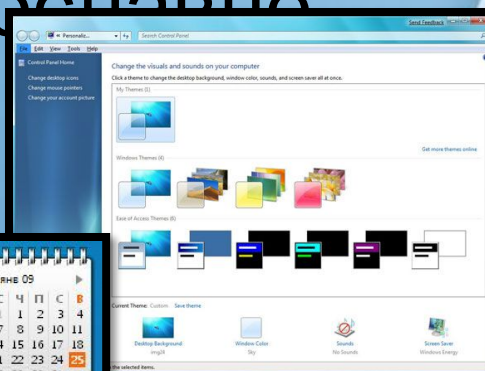 Send Feedback
Personaliz...
Search Control Panel
File Edit View Tools Help
Control Panel Home
Change desktop icons
Change mouse pointers
Change your account picture
Change the visuals and sounds on your computer
Click a theme to change the desktop background, window color, sounds, and screen saver all at once.
My Themes (1)
Get more themes online
Windows Themes (4)
Ease of Access Themes (6)
Current Theme: Custom Save theme
Desktop Background
img24
Window Color
Sky
Sounds
No Sounds
Screen Saver
Windows Energy
the selected items.
янв 09
С Ч П С В
1 2 3 4
8 9 10 11
15 16 17 18
22 23 24 25